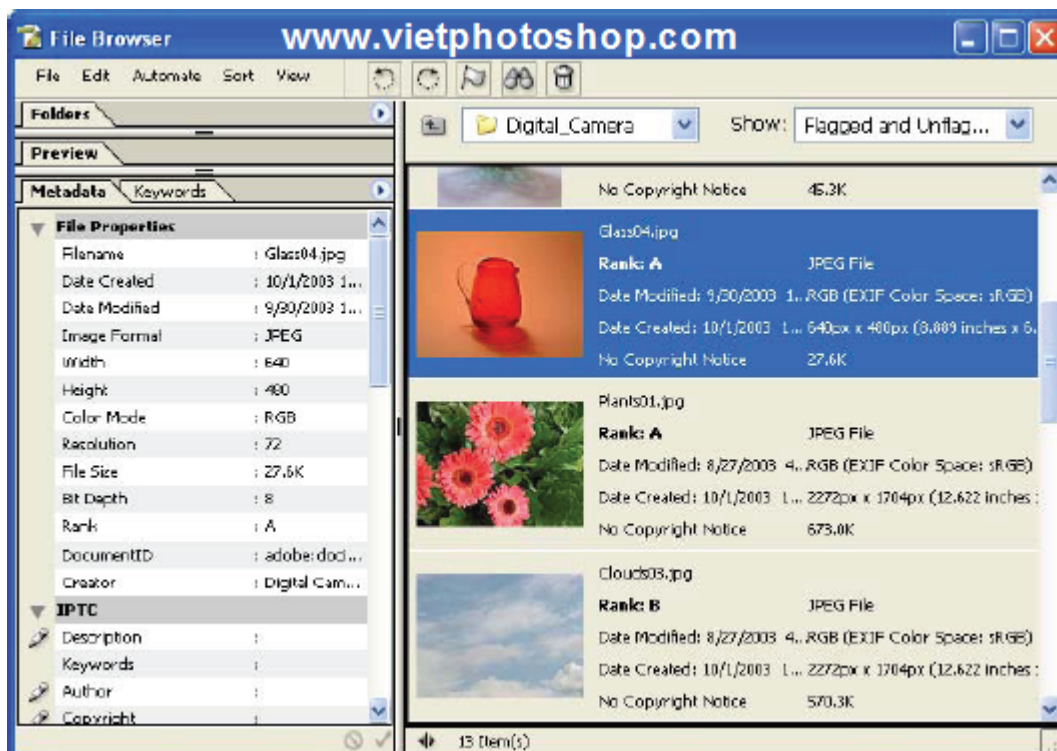 File Browser www.vietphotoshop.com
File Edit Automate Sort View
Folders
Preview
Metadata Keywords
File Properties
Filename : Glass04.jpg
Date Created : 10/1/2003 1...
Date Modified : 9/30/2003 1...
Image Format : JPEG
Width : 640
Height : 480
Color Mode : RGB
Resolution : 72
File Size : 27.6K
Bit Depth : 8
Rank : A
DocumentID : adobe:doci...
Creator : Digital Cam...
IPTC
Description :
Keywords :
Author :
Copyright :
Digital_Camera Show: Flagged and Unflag...
No Copyright Notice 45.3K
Glass04.jpg
Rank: A JPEG File
Date Modified: 9/30/2003 1... RGB (EXIF Color Space: sRGB)
Date Created: 10/1/2003 1... 640px x 480px (8.889 inches x 6.
No Copyright Notice 27.6K
Plants01.jpg
Rank: A JPEG File
Date Modified: 8/27/2003 4... RGB (EXIF Color Space: sRGB)
Date Created: 10/1/2003 1... 2272px x 1704px (12.622 inches :
No Copyright Notice 673.0K
Clouds03.jpg
Rank: B JPEG File
Date Modified: 8/27/2003 4... RGB (EXIF Color Space: sRGB)
Date Created: 10/1/2003 1... 2272px x 1704px (12.622 inches :
No Copyright Notice 570.3K
13 Item(s)